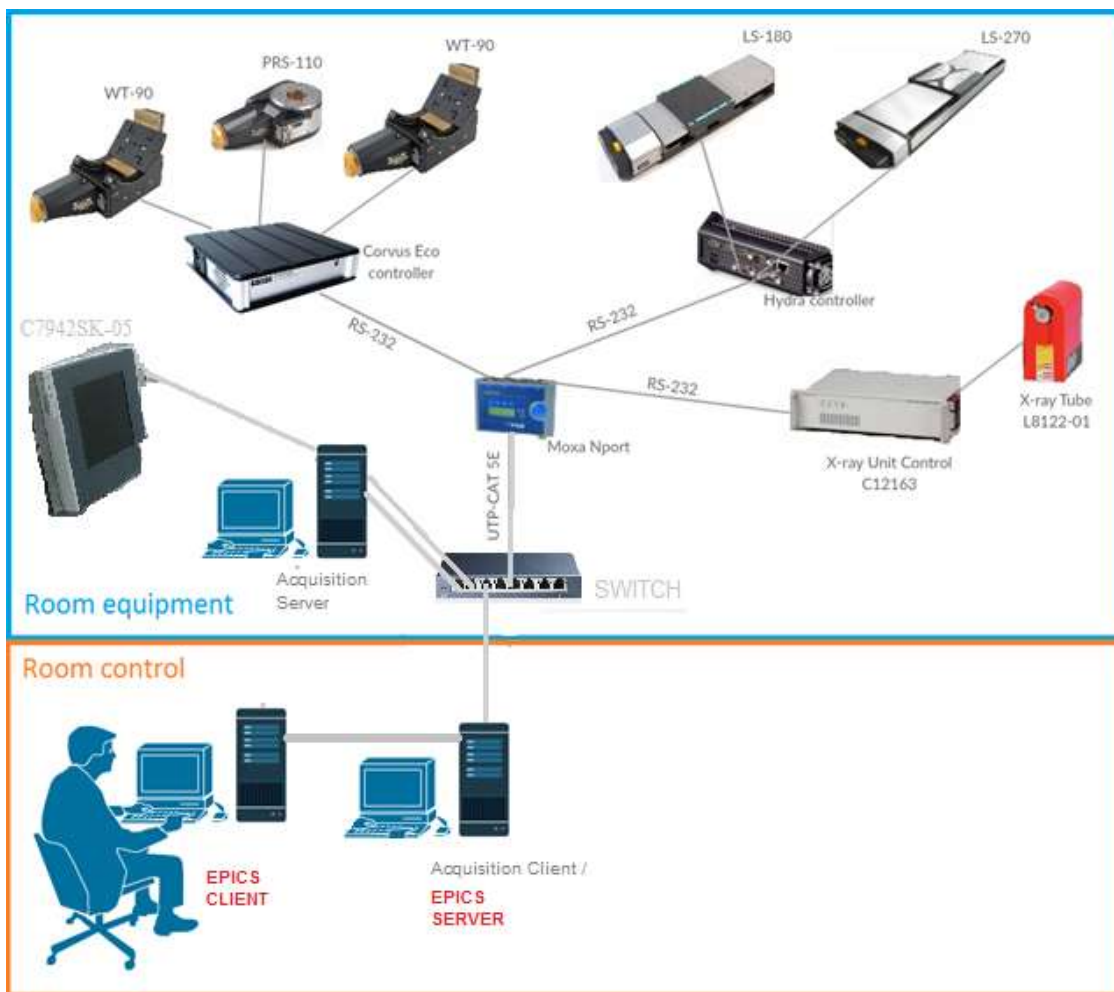 WT-90
PRS-110
WT-90
LS-180
LS-270
Corvus Eco
controller
Hydra controller
C7942SK-05
RS-232
RS-232
RS-232
Moxa Nport
X-ray Tube
L8122-01
X-ray Unit Control
C12163
UTP-CAT 5E
Acquisition
Server
SWITCH
Room equipment
Room control
EPICS
CLIENT
Acquisition Client /
EPICS
SERVER